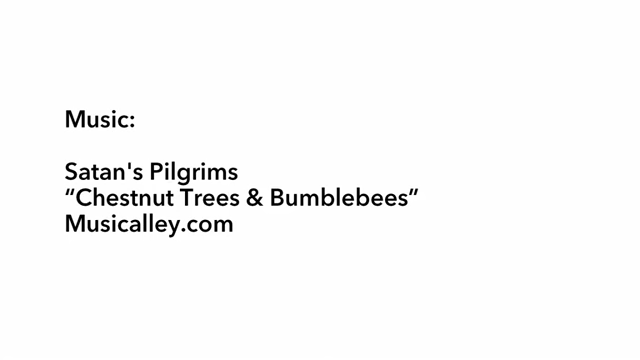 Music:
Satan's Pilgrims
“Chestnut Trees & Bumblebees”
Musicalley.com